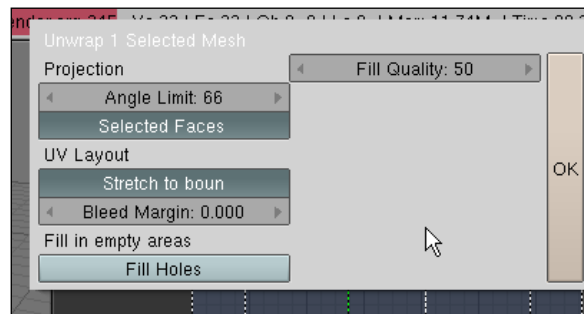 Unwrap 1 Selected Mesh
Projection
Fill Quality: 50
Angle Limit: 66
Selected Faces
UV Layout
Stretch to boun
OK
Bleed Margin: 0.000
Fill in empty areas
Fill Holes